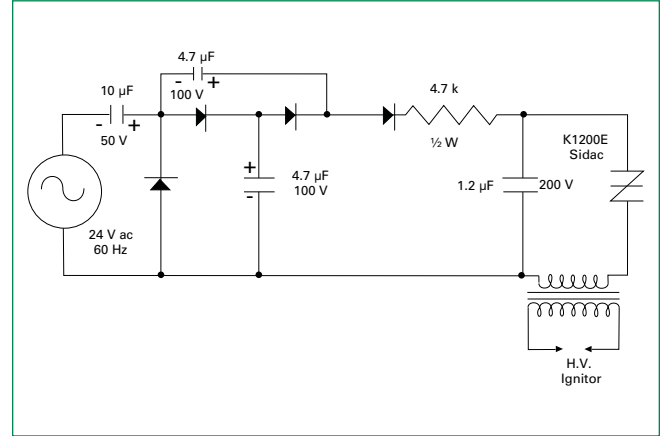 4.7 μF
- +
100 V
10 μF
- +
50 V
4.7 k
½ W
K1200E
Sidac
+
4.7 μF
100 V
-
1.2 μF
200 V
24 V ac
60 Hz
H.V.
Ignitor